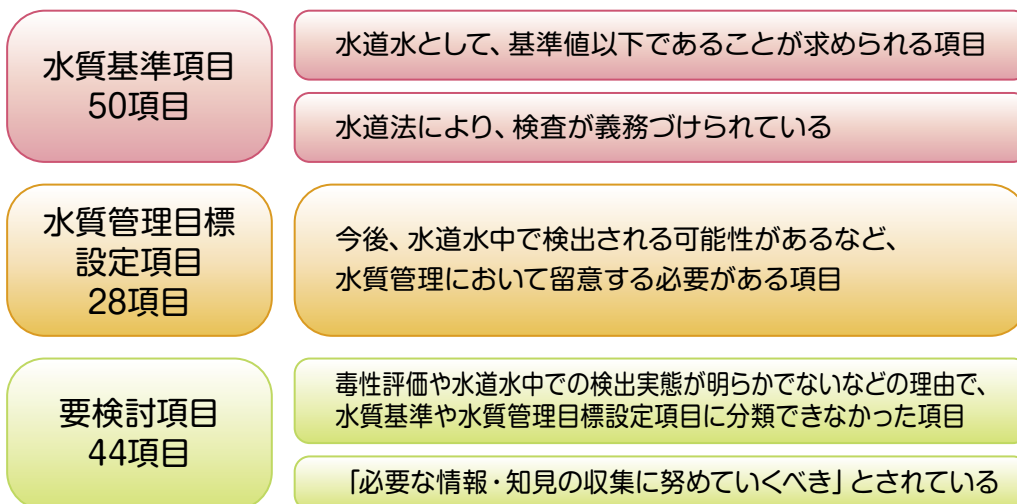 水質基準項目
50項目
水道水として、基準値以下であることが求められる項目
水道法により、検査が義務づけられている
水質管理目標
設定項目
28項目
今後、水道水中で検出される可能性があるなど、
水質管理において留意する必要がある項目
要検討項目
44項目
毒性評価や水道水中での検出実態が明らかでないなどの理由で、
水質基準や水質管理目標設定項目に分類できなかった項目
「必要な情報・知見の収集に努めていくべき」とされている